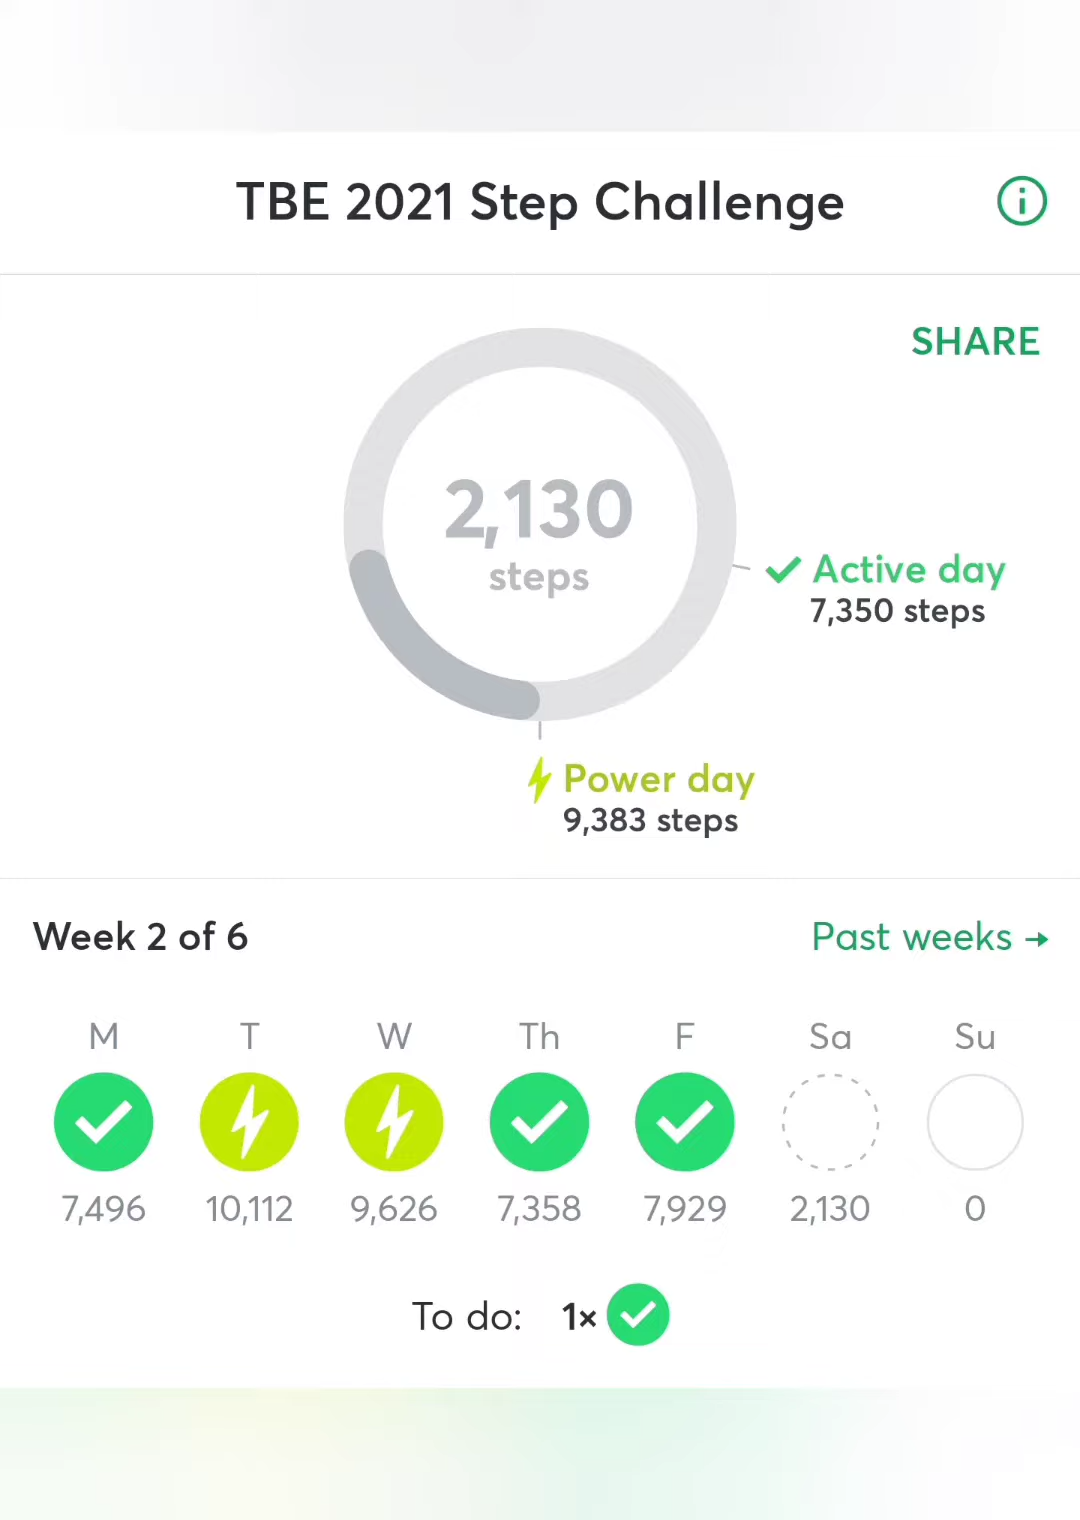 TBE 2021 Step Challenge
SHARE
2,130
steps
Active day
7,350 steps
Power day
9,383 steps
Week 2 of 6
Past weeks →
M T W Th F Sa Su
7,496 10,112 9,626 7,358 7,929 2,130 0
To do: 1×